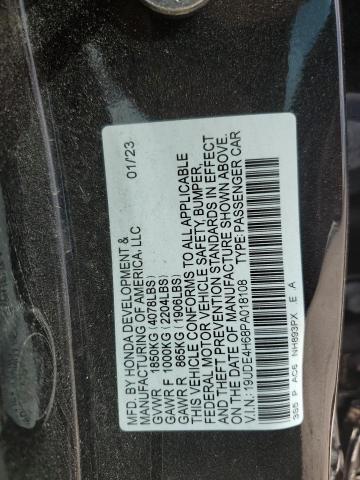 MFD. BY HONDA DEVELOPMENT &
MANUFACTURING OF AMERICA, LLC 01/23
GVWR 1850KG (4078LBS)
GAWR F 1000KG (2204LBS)
GAWR R 865KG (1906LBS)
THIS VEHICLE CONFORMS TO ALL APPLICABLE
FEDERAL MOTOR VEHICLE SAFETY, BUMPER,
AND THEFT PREVENTION STANDARDS IN EFFECT
ON THE DATE OF MANUFACTURE SHOWN ABOVE.
V.I.N.: 19UDE4H68PA018108 TYPE:PASSENGER CAR
3S5 P AC6 NH893PX E A